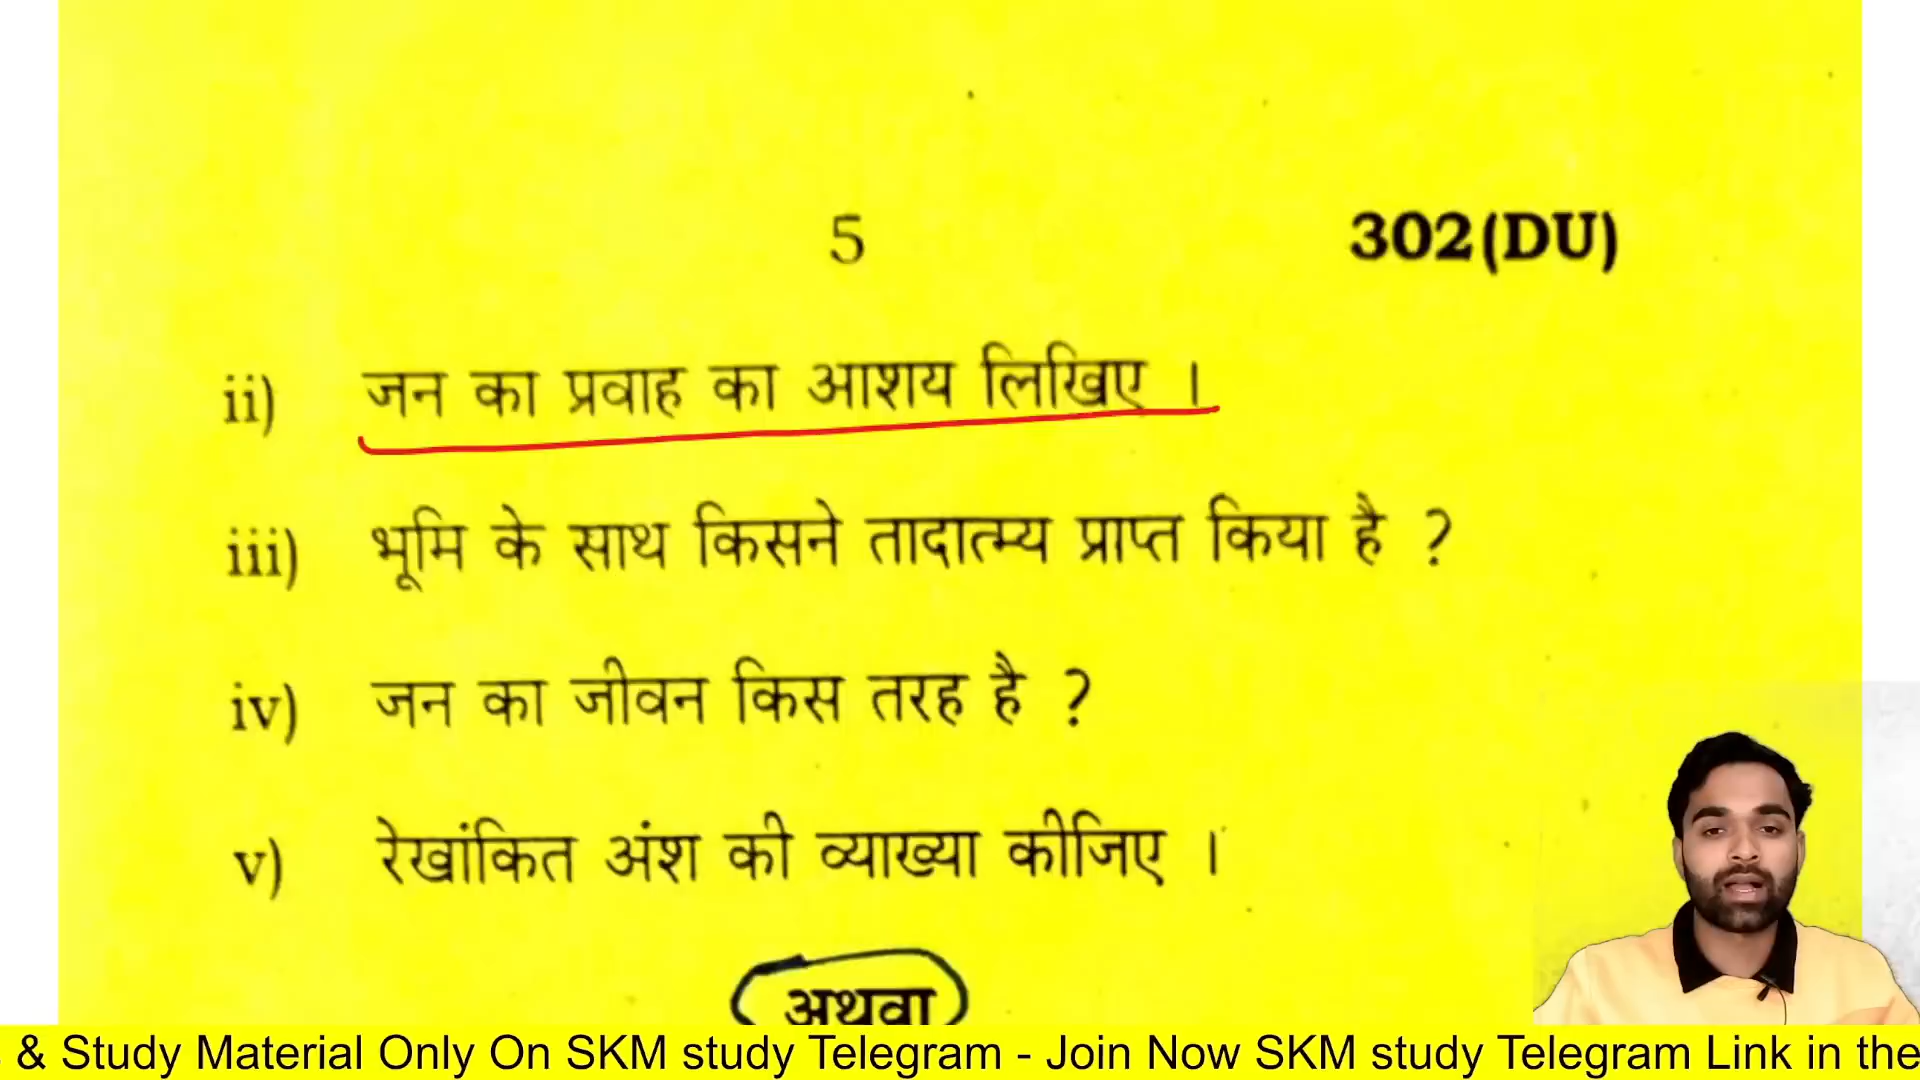 5 302(DU)
ii) जन का प्रवाह का आशय लिखिए ।
iii) भूमि के साथ किसने तादात्म्य प्राप्त किया है ?
iv) जन का जीवन किस तरह है ?
v) रेखांकित अंश की व्याख्या कीजिए ।
अथवा
& Study Material Only On SKM study Telegram - Join Now SKM study Telegram Link in the